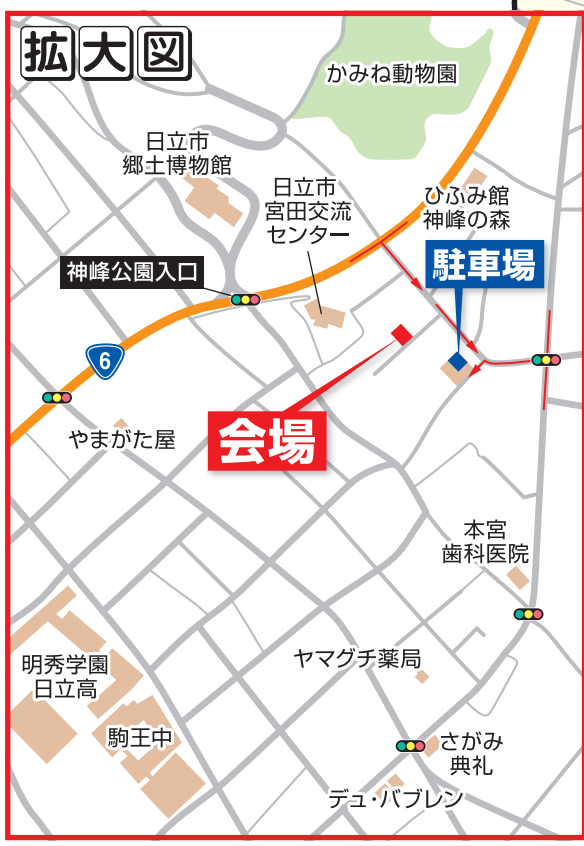 拡大図
かみね動物園
日立市
郷土博物館
日立市
宮田交流
センター
ひふみ館
神峰の森
駐車場
神峰公園入口
6
会場
やまがた屋
本宮
歯科医院
明秀学園
日立高
ヤマグチ薬局
駒王中
さがみ
典礼
デュ・バブレン